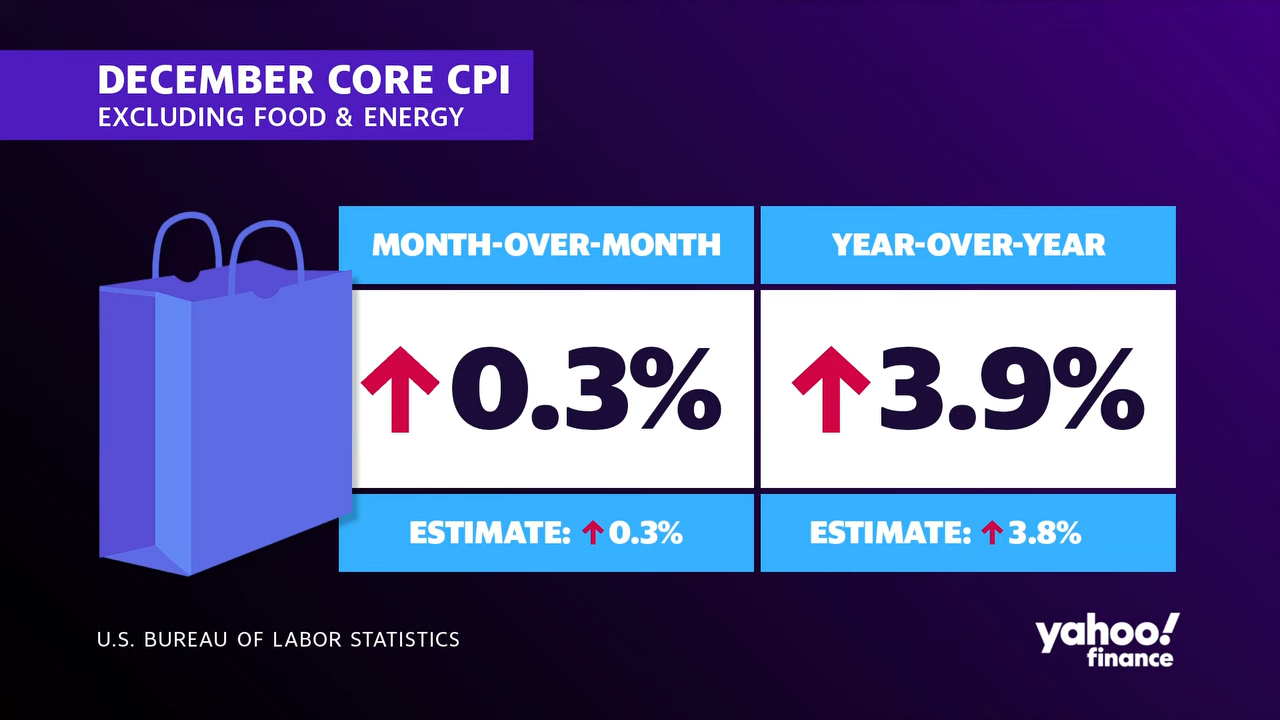 DECEMBER CORE CPI
EXCLUDING FOOD & ENERGY
MONTH-OVER-MONTH
YEAR-OVER-YEAR
↑0.3%
↑3.9%
ESTIMATE: ↑0.3%
ESTIMATE: ↑3.8%
U.S. BUREAU OF LABOR STATISTICS
yahoo!
finance